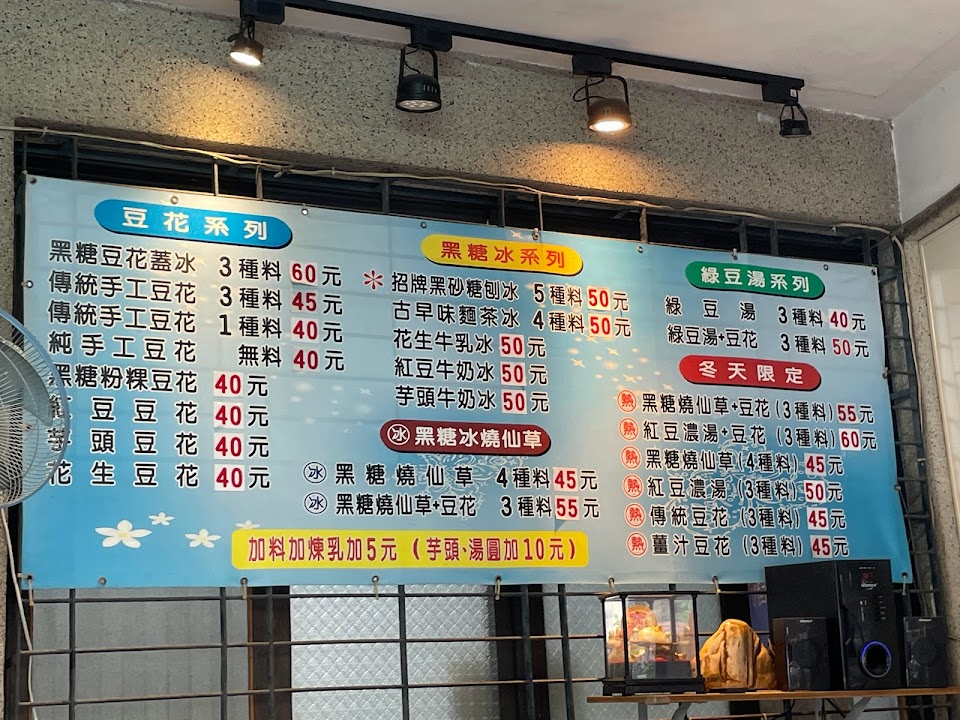 豆花系列
黑糖豆花蓋冰 3種料 60元
傳統手工豆花 3種料 45元
傳統手工豆花 1種料 40元
純手工豆花 無料 40元
黑糖粉粿豆花 40元
紅豆豆花 40元
芋頭豆花 40元
花生豆花 40元
黑糖冰系列
*招牌黑砂糖刨冰 5種料 50元
古早味麵茶冰 4種料 50元
花生牛乳冰 50元
紅豆牛奶冰 50元
芋頭牛奶冰 50元
冰 黑糖冰燒仙草
冰 黑糖燒仙草 4種料 45元
冰 黑糖燒仙草+豆花 3種料 55元
綠豆湯系列
綠豆湯 3種料 40元
綠豆湯+豆花 3種料 50元
冬天限定
熱 黑糖燒仙草+豆花(3種料) 55元
熱 紅豆濃湯+豆花(3種料) 60元
熱 黑糖燒仙草(4種料) 45元
熱 紅豆濃湯(3種料) 50元
熱 傳統豆花(3種料) 45元
熱 薑汁豆花(3種料) 45元
加料加煉乳加5元(芋頭、湯圓加10元)